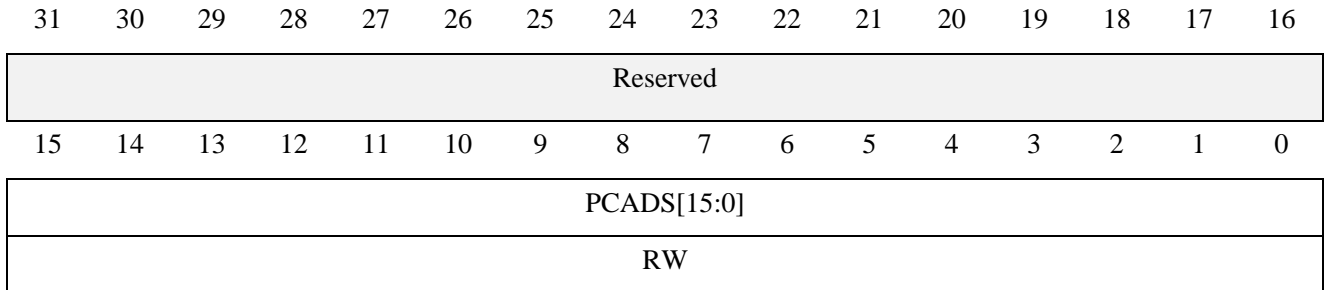 31 30 29 28 27 26 25 24 23 22 21 20 19 18 17 16
Reserved
15 14 13 12 11 10 9 8 7 6 5 4 3 2 1 0
PCADS[15:0]
RW